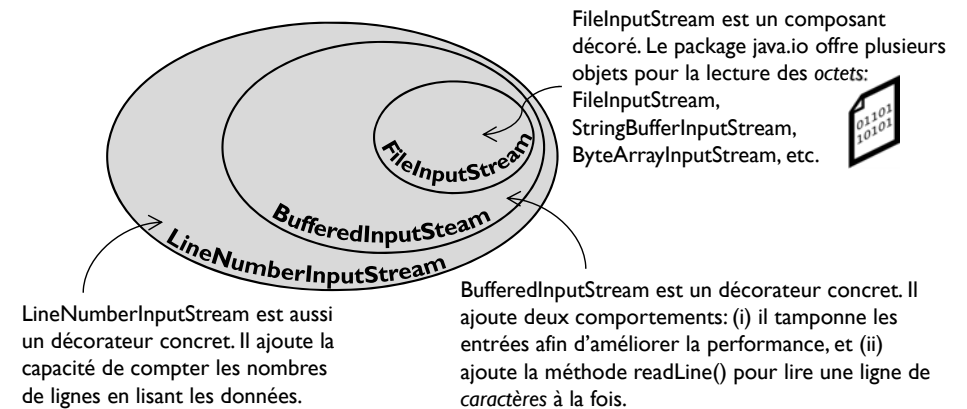 FileInputStream est un composant
décoré. Le package java.io offre plusieurs
objets pour la lecture des octets:
FileInputStream,
StringBufferInputStream,
ByteArrayInputStream, etc.
01101
10101
FileInputStream
BufferedInputSteam
LineNumberInputStream
LineNumberInputStream est aussi
un décorateur concret. Il ajoute la
capacité de compter les nombres
de lignes en lisant les données.
BufferedInputStream est un décorateur concret. Il
ajoute deux comportements: (i) il tamponne les
entrées afin d'améliorer la performance, et (ii)
ajoute la méthode readLine() pour lire une ligne de
caractères à la fois.